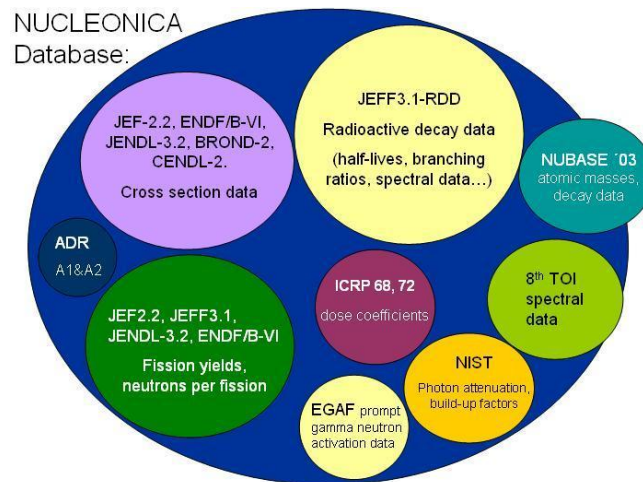 NUCLEONICA
Database:
JEF-2.2, ENDF/B-VI,
JENDL-3.2, BROND-2,
CENDL-2.
Cross section data
JEFF3.1-RDD
Radioactive decay data
(half-lives, branching
ratios, spectral data…)
NUBASE ´03
atomic masses,
decay data
ADR
A1&A2
JEF2.2, JEFF3.1,
JENDL-3.2, ENDF/B-VI
Fission yields,
neutrons per fission
ICRP 68, 72
dose coefficients
8th TOI
spectral
data
NIST
Photon attenuation,
build-up factors
EGAF prompt
gamma neutron
activation data